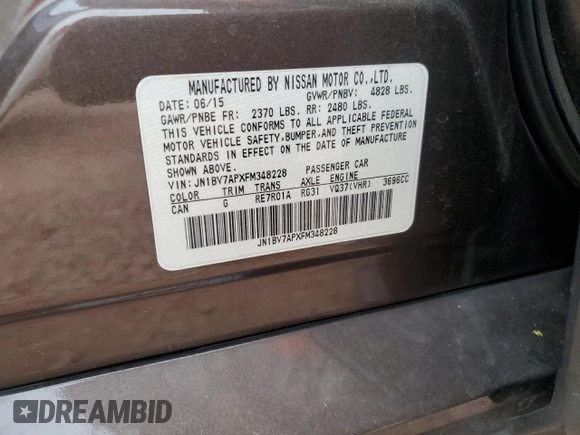 MANUFACTURED BY NISSAN MOTOR CO.,LTD.
DATE: 06/15 GVWR/PNBV: 4828 LBS.
GAWR/PNBE FR: 2370 LBS. RR: 2480 LBS.
THIS VEHICLE CONFORMS TO ALL APPLICABLE FEDERAL
MOTOR VEHICLE SAFETY,BUMPER,AND THEFT PREVENTION
STANDARDS IN EFFECT ON THE DATE OF MANUFACTURE
SHOWN ABOVE.
VIN: JN1BV7APXFM348228 PASSENGER CAR
COLOR TRIM TRANS AXLE ENGINE
CAN G RE7R01A RG31 VQ37(VHR) 3696CC
JN1BV7APXFM348228
DREAMBID